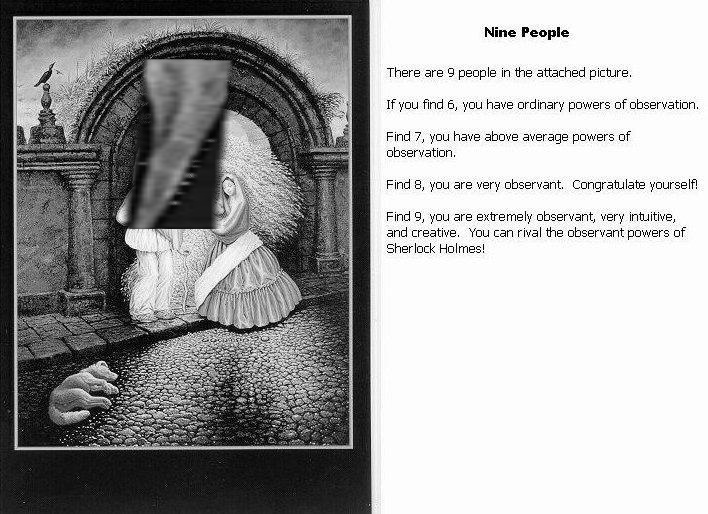 Nine People
There are 9 people in the attached picture.
If you find 6, you have ordinary powers of observation.
Find 7, you have above average powers of
observation.
Find 8, you are very observant.  Congratulate yourself!
Find 9, you are extremely observant, very intuitive,
and creative.  You can rival the observant powers of
Sherlock Holmes!